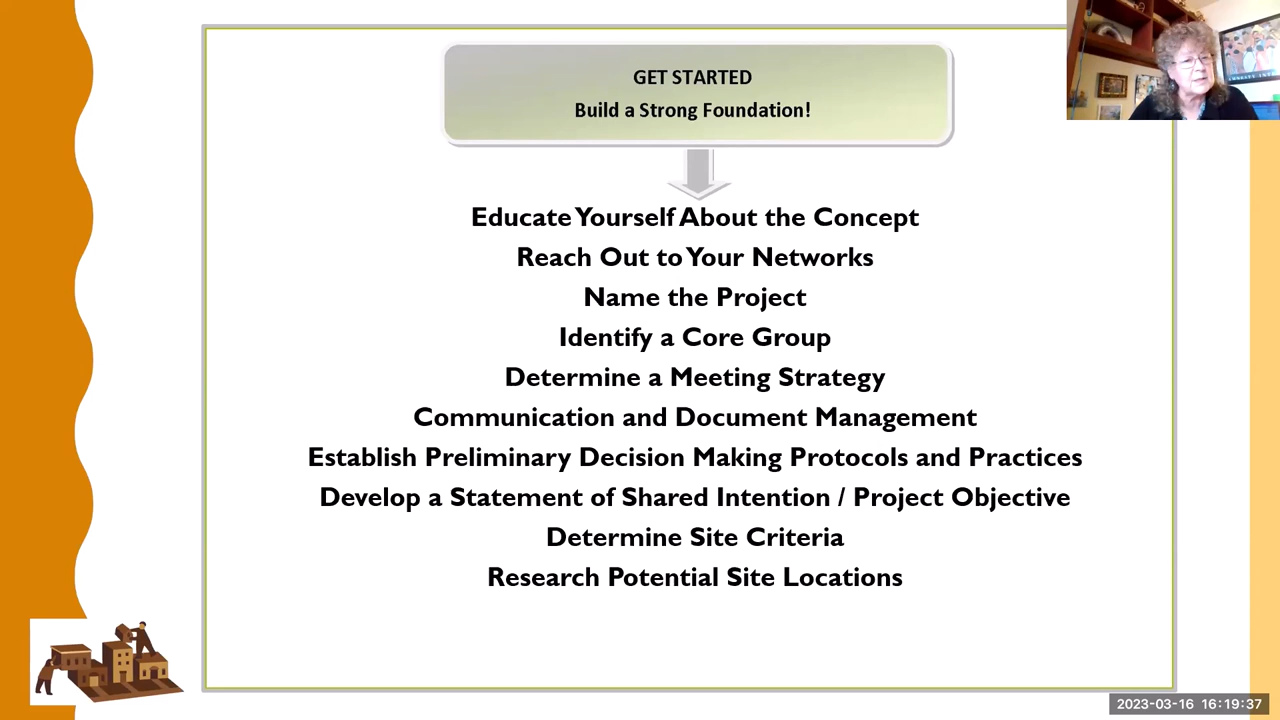 GET STARTED
Build a Strong Foundation!
Educate Yourself About the Concept
Reach Out to Your Networks
Name the Project
Identify a Core Group
Determine a Meeting Strategy
Communication and Document Management
Establish Preliminary Decision Making Protocols and Practices
Develop a Statement of Shared Intention / Project Objective
Determine Site Criteria
Research Potential Site Locations
2023-03-16 16:19:37